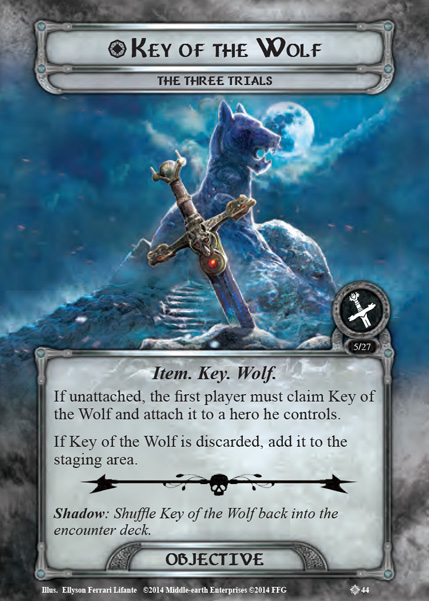 Key of the Wolf
The Three Trials
5/27
Item. Key. Wolf.
If unattached, the first player must claim Key of
the Wolf and attach it to a hero he controls.
If Key of the Wolf is discarded, add it to the
staging area.
Shadow: Shuffle Key of the Wolf back into the
encounter deck.
Objective
Illus. Ellyson Ferrari Lifante ©2014 Middle-earth Enterprises ©2014 FFG 44